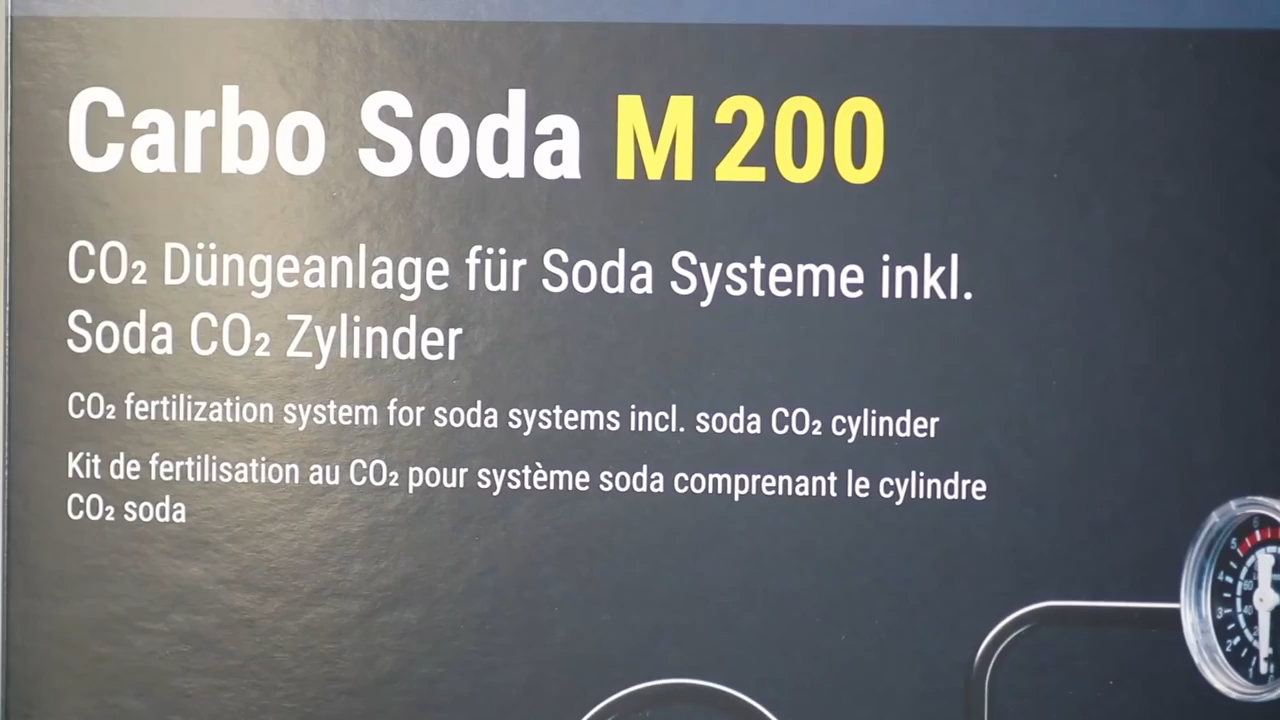 Carbo Soda M200
CO₂ Düngeanlage für Soda Systeme inkl.
Soda CO₂ Zylinder
CO₂ fertilization system for soda systems incl. soda CO₂ cylinder
Kit de fertilisation au CO₂ pour système soda comprenant le cylindre
CO₂ soda